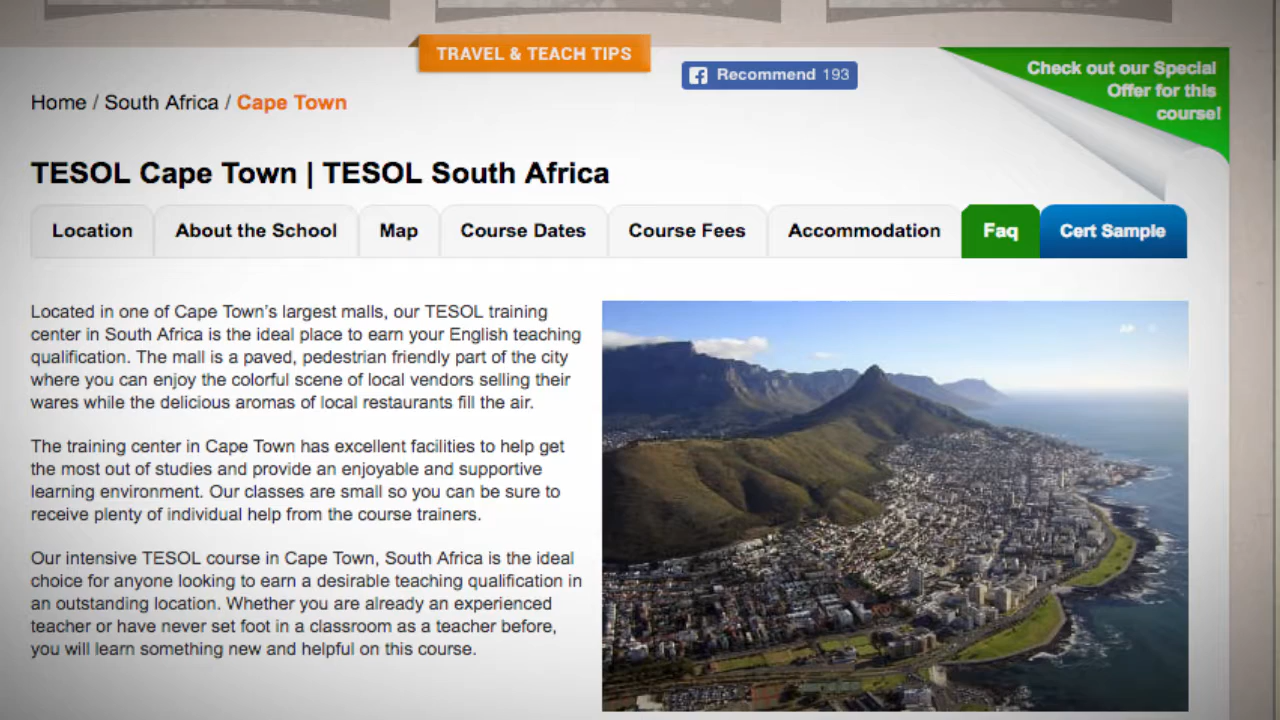 TRAVEL & TEACH TIPS
Recommend 193
Check out our Special
Offer for this
course!
Home / South Africa / Cape Town
TESOL Cape Town | TESOL South Africa
Location About the School Map Course Dates Course Fees Accommodation Faq Cert Sample
Located in one of Cape Town's largest malls, our TESOL training
center in South Africa is the ideal place to earn your English teaching
qualification. The mall is a paved, pedestrian friendly part of the city
where you can enjoy the colorful scene of local vendors selling their
wares while the delicious aromas of local restaurants fill the air.
The training center in Cape Town has excellent facilities to help get
the most out of studies and provide an enjoyable and supportive
learning environment. Our classes are small so you can be sure to
receive plenty of individual help from the course trainers.
Our intensive TESOL course in Cape Town, South Africa is the ideal
choice for anyone looking to earn a desirable teaching qualification in
an outstanding location. Whether you are already an experienced
teacher or have never set foot in a classroom as a teacher before,
you will learn something new and helpful on this course.